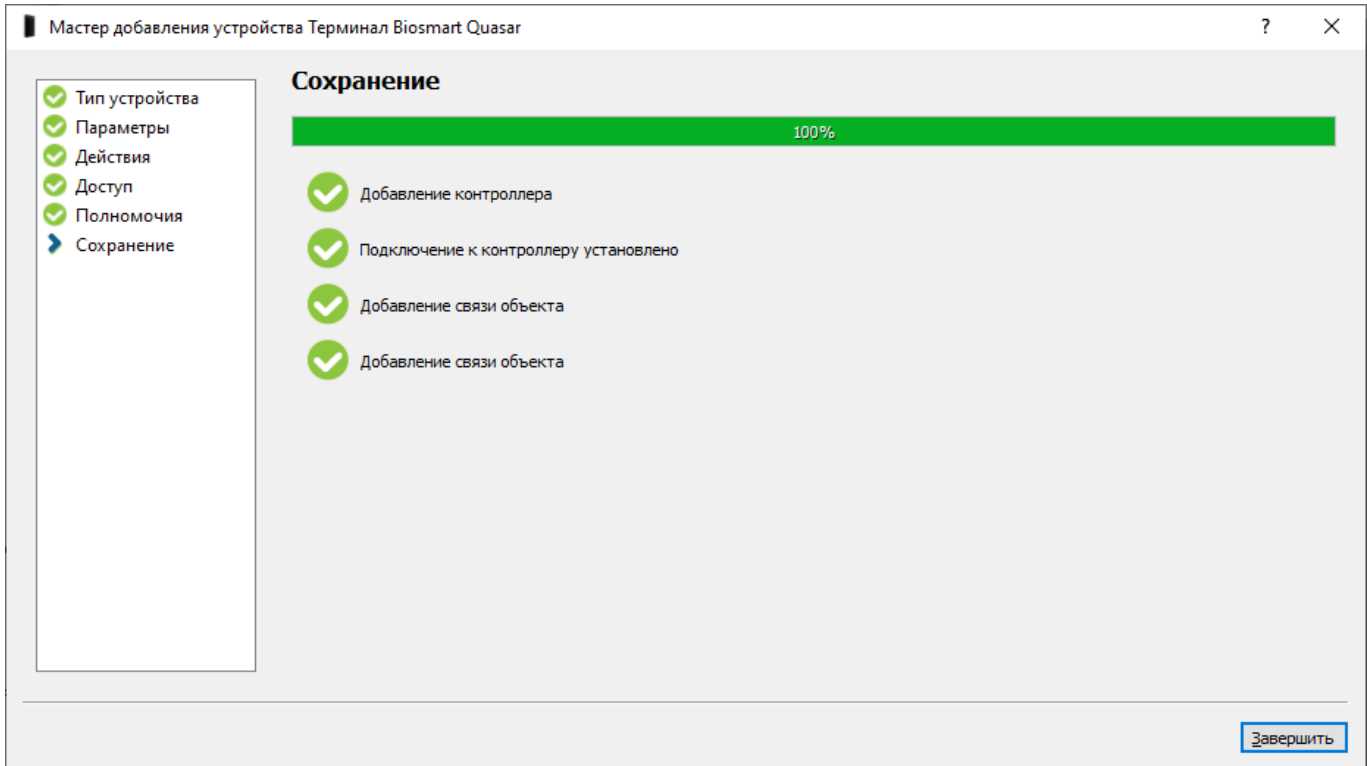 Мастер добавления устройства Терминал Biosmart Quasar
?
Тип устройства
Параметры
Действия
Доступ
Полномочия
Сохранение
Сохранение
100%
Добавление контроллера
Подключение к контроллеру установлено
Добавление связи объекта
Добавление связи объекта
Завершить